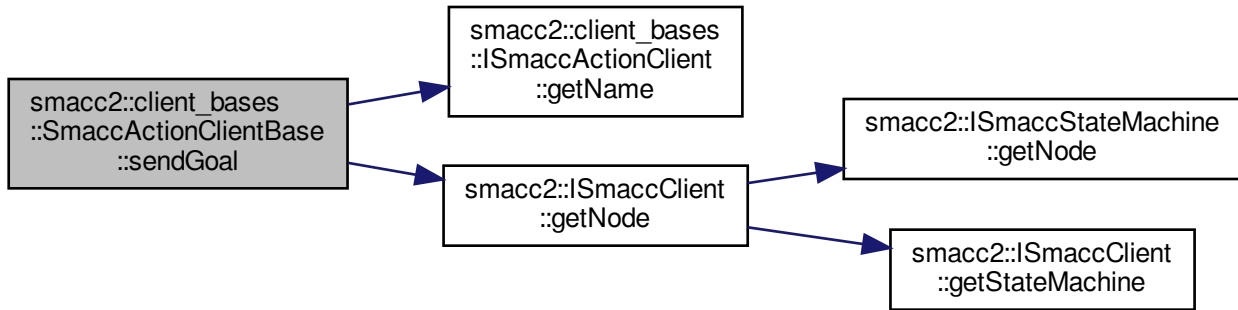 smacc2::client_bases
::SmaccActionClientBase
::sendGoal
smacc2::client_bases
::ISmaccActionClient
::getName
smacc2::ISmaccClient
::getNode
smacc2::ISmaccStateMachine
::getNode
smacc2::ISmaccClient
::getStateMachine